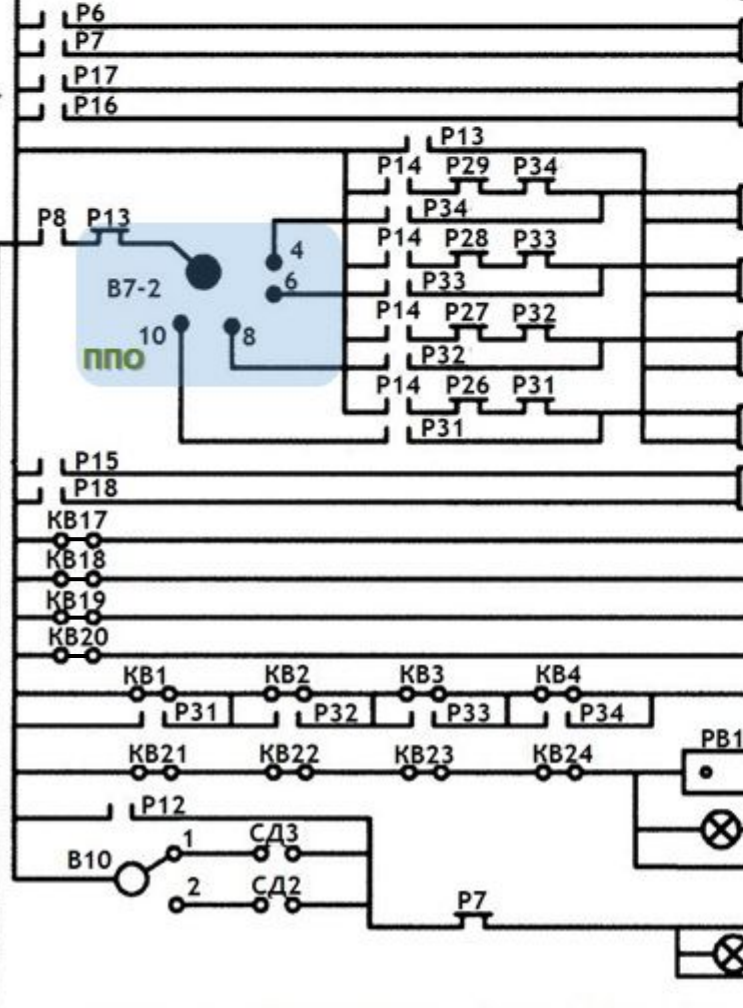 Р6
Р7
Р17
Р16
Р13
Р14 Р29 Р34
Р34
Р8 Р13
Р14 Р28 Р33
4
Р33
В7-2
6
Р14 Р27 Р32
10 8
Р32
ППО
Р14 Р26 Р31
Р31
Р15
Р18
КВ17
КВ18
КВ19
КВ20
КВ1 КВ2 КВ3 КВ4
Р31 Р32 Р33 Р34
РВ1
КВ21 КВ22 КВ23 КВ24
Р12
1 СД3
В10
2 СД2
Р7